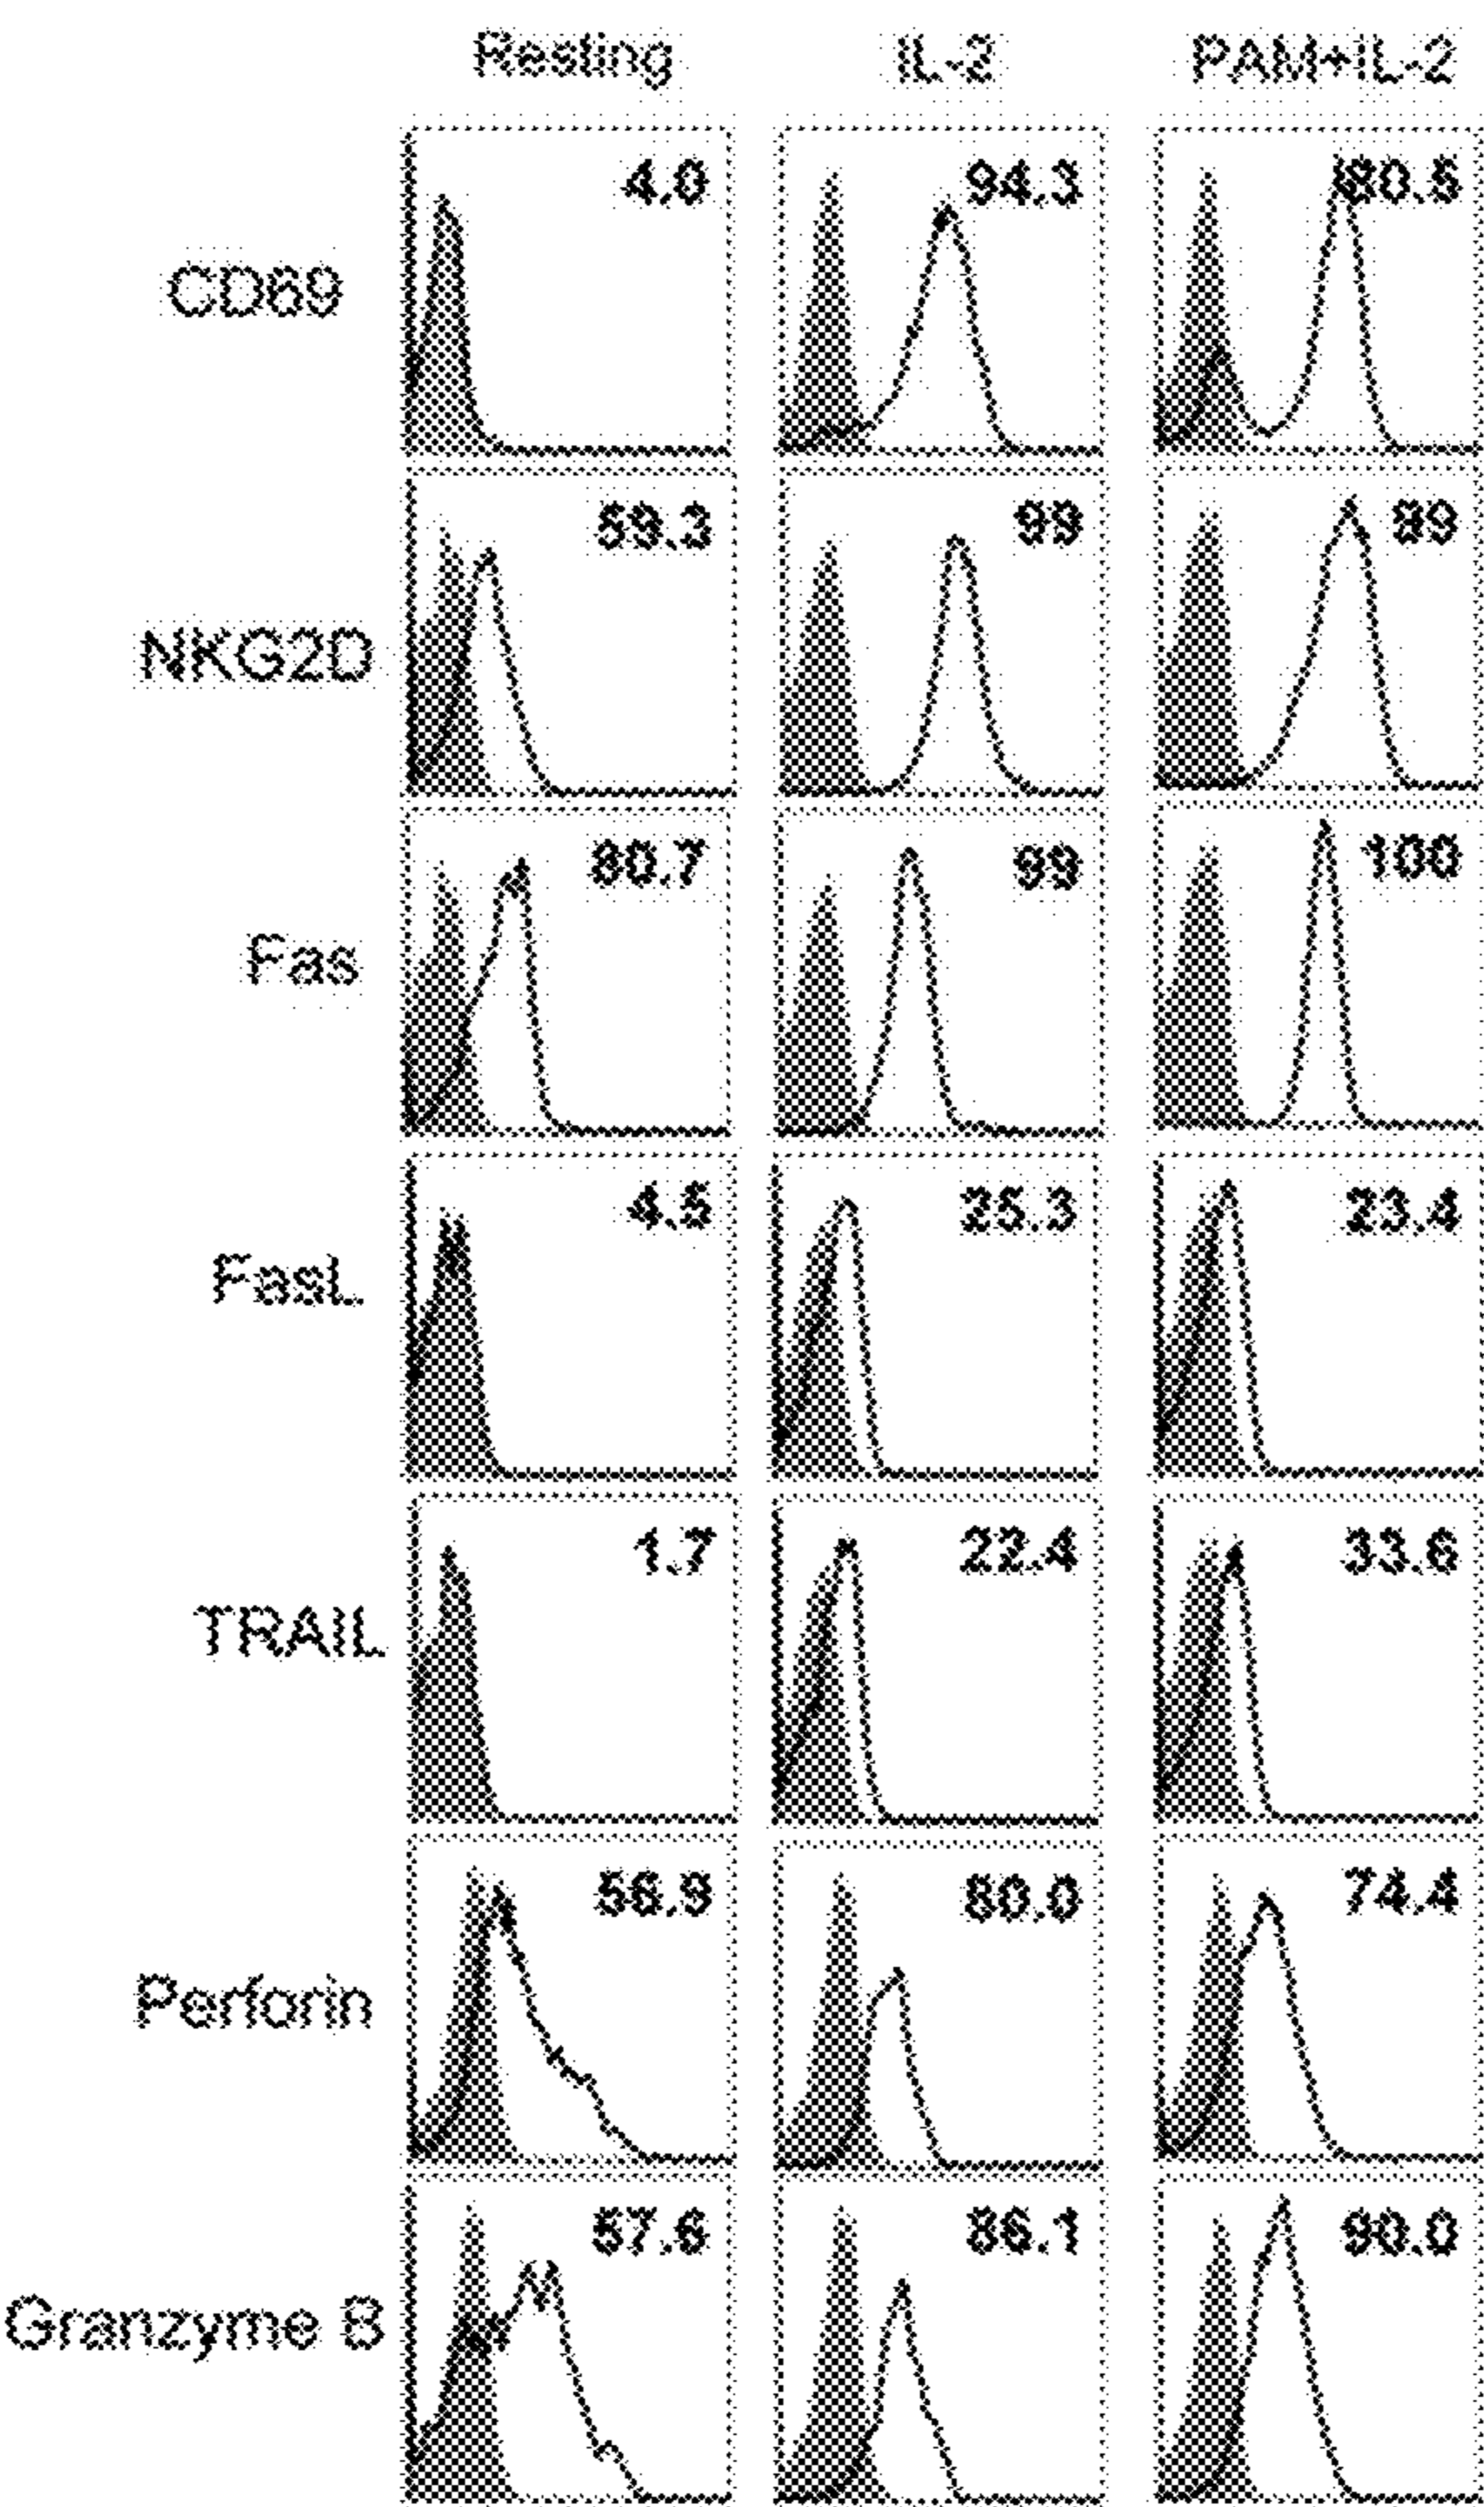 Resting IL-2 PAM+IL-2
CD69 4.0 94.3 80.5
NKG2D 59.3 99 99
Fas 80.7 99 100
FasL 4.5 25.3 23.4
TRAIL 1.7 22.4 33.6
Perforin 56.9 80.0 74.4
Granzyme B 57.6 86.1 90.0